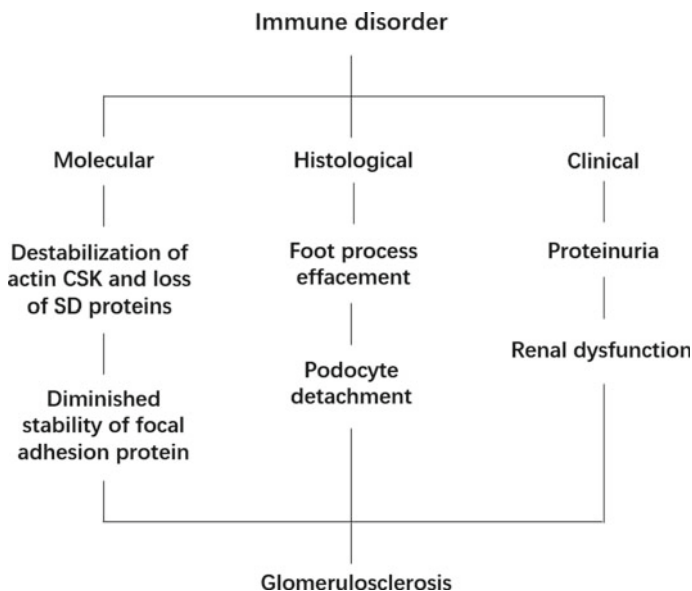 Immune disorder
Molecular
Histological
Clinical
Destabilization of
actin CSK and loss
of SD proteins
Foot process
effacement
Proteinuria
Diminished
stability of focal
adhesion protein
Podocyte
detachment
Renal dysfunction
Glomerulosclerosis